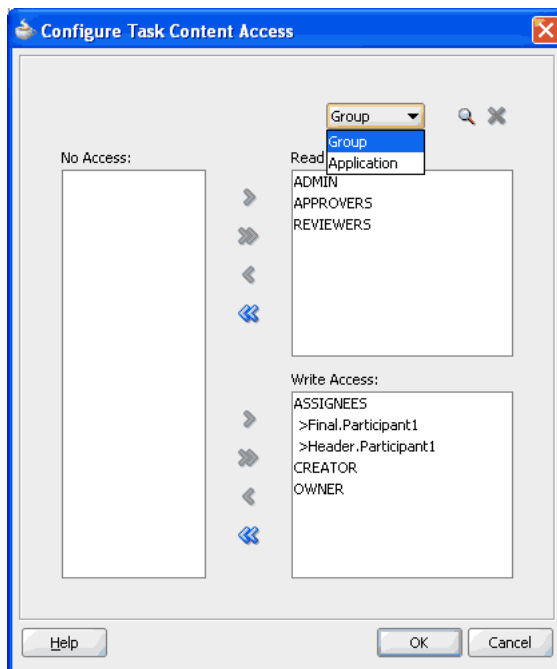 Configure Task Content Access
Group
Group
Application
No Access:
Read
ADMIN
APPROVERS
REVIEWERS
Write Access:
ASSIGNEES
>Final.Participant1
>Header.Participant1
CREATOR
OWNER
Help
OK
Cancel